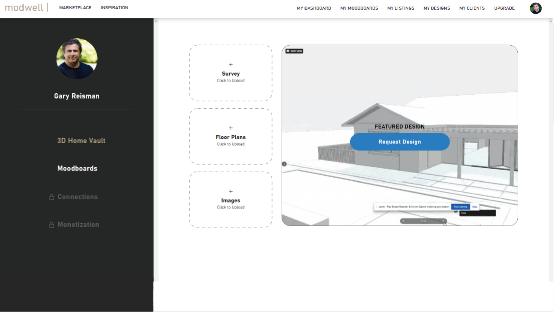 modwell
MARKETPLACE
INSPIRATION
MY DASHBOARD
MY MOODBOARDS
MY LISTINGS
MY DESIGNS
MY CLIENTS
UPGRADE
Gary Reisman
3D Home Vault
Moodboards
Connections
Monetization
+
Survey
Click to Upload
+
Floor Plans
Click to Upload
+
Images
Click to Upload
FEATURED DESIGN
Request Design